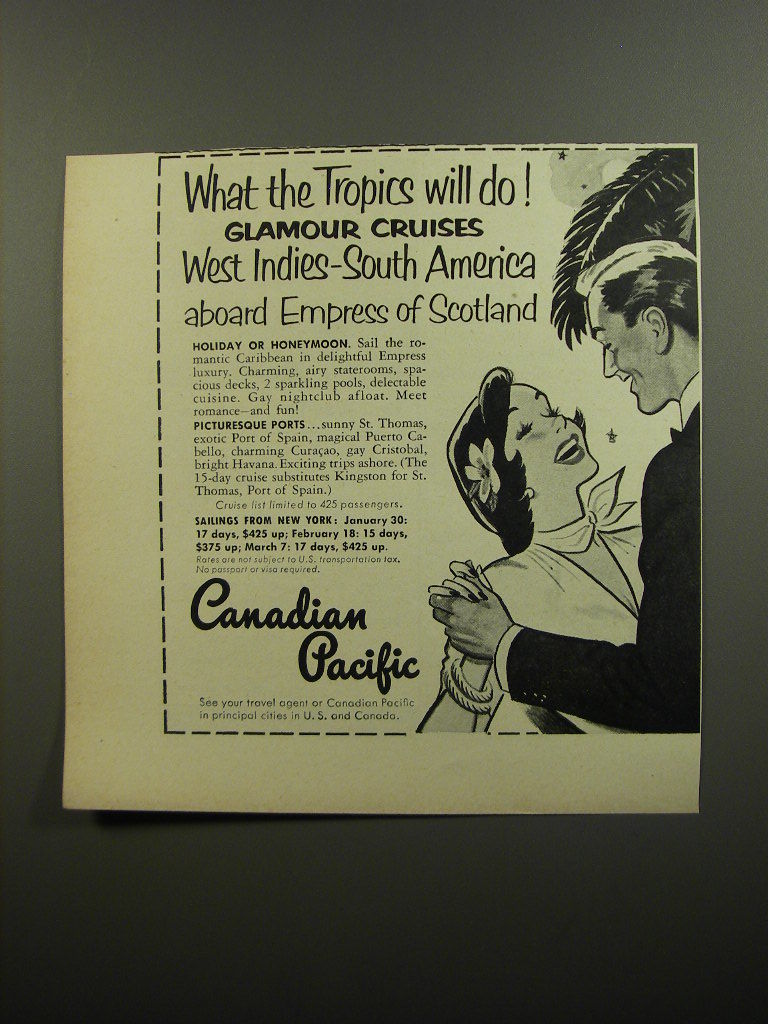 What the Tropics will do!
GLAMOUR CRUISES
West Indies-South America
aboard Empress of Scotland
HOLIDAY OR HONEYMOON. Sail the ro-
mantic Caribbean in delightful Empress
luxury. Charming, airy staterooms, spa-
cious decks, 2 sparkling pools, delectable
cuisine. Gay nightclub afloat. Meet
romance—and fun!
PICTURESQUE PORTS...sunny St. Thomas,
exotic Port of Spain, magical Puerto Ca-
bello, charming Curaçao, gay Cristobal,
bright Havana. Exciting trips ashore. (The
15-day cruise substitutes Kingston for St.
Thomas, Port of Spain.)
Cruise list limited to 425 passengers.
SAILINGS FROM NEW YORK: January 30:
17 days, $425 up; February 18: 15 days,
$375 up; March 7: 17 days, $425 up.
Rates are not subject to U.S. transportation tax.
No passport or visa required.
Canadian
Pacific
See your travel agent or Canadian Pacific
in principal cities in U. S. and Canada.